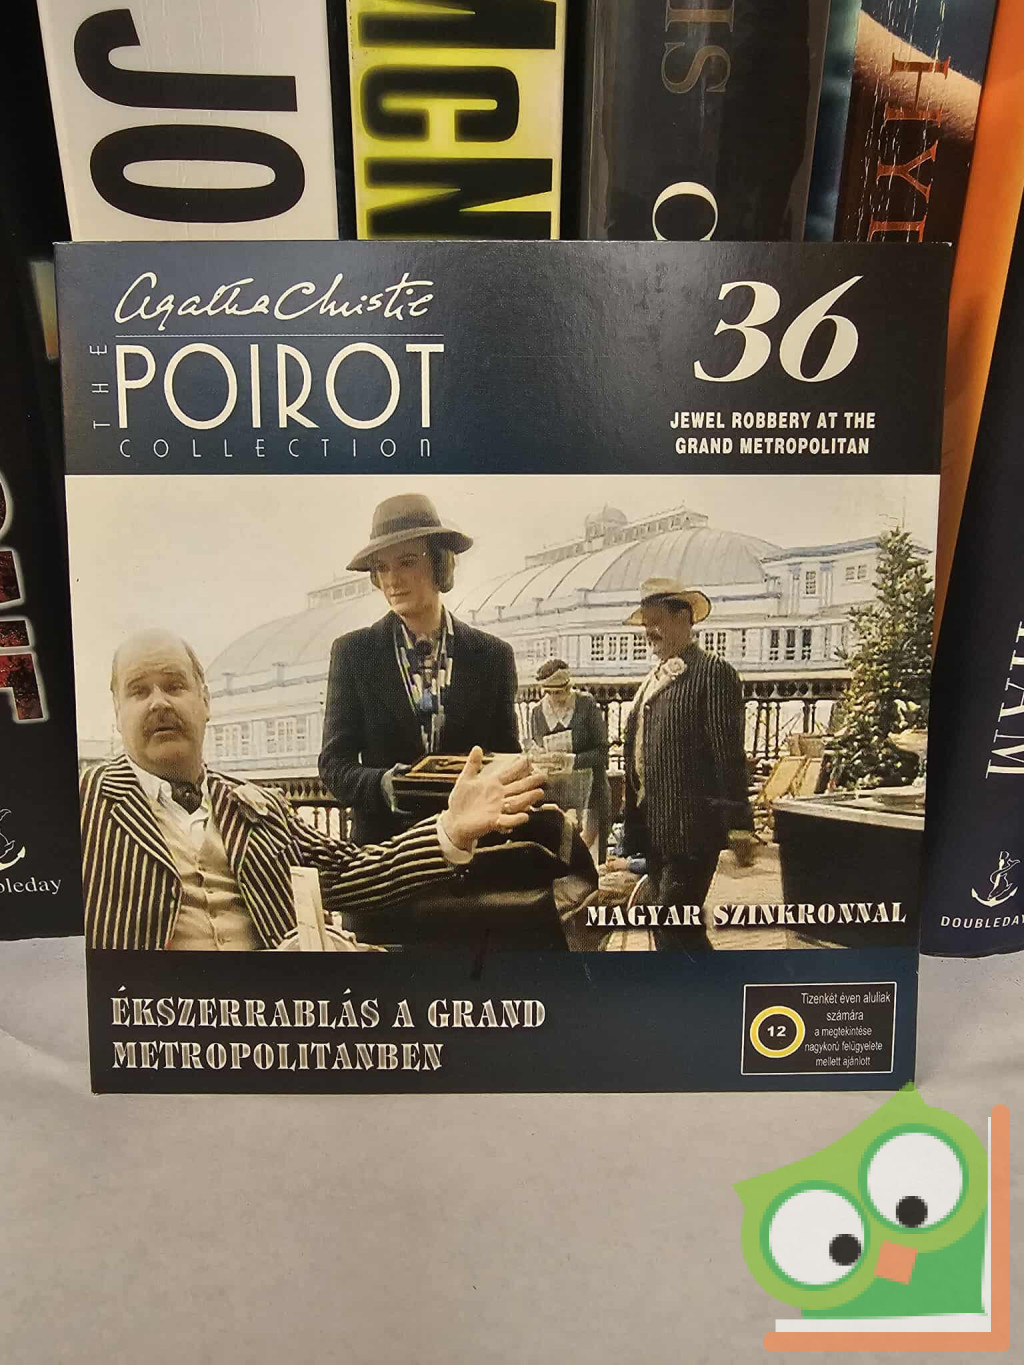 JO
Agatha Christie
THE
POIROT
COLLECTION
36
JEWEL ROBBERY AT THE
GRAND METROPOLITAN
MAGYAR SZINKRONNAL
ÉKSZERRABLÁS A GRAND
METROPOLITANBEN
12
Tizenkét éven aluliak
számára
a megtekintése
nagykorú felügyelete
mellett ajánlott
DOUBLEDAY